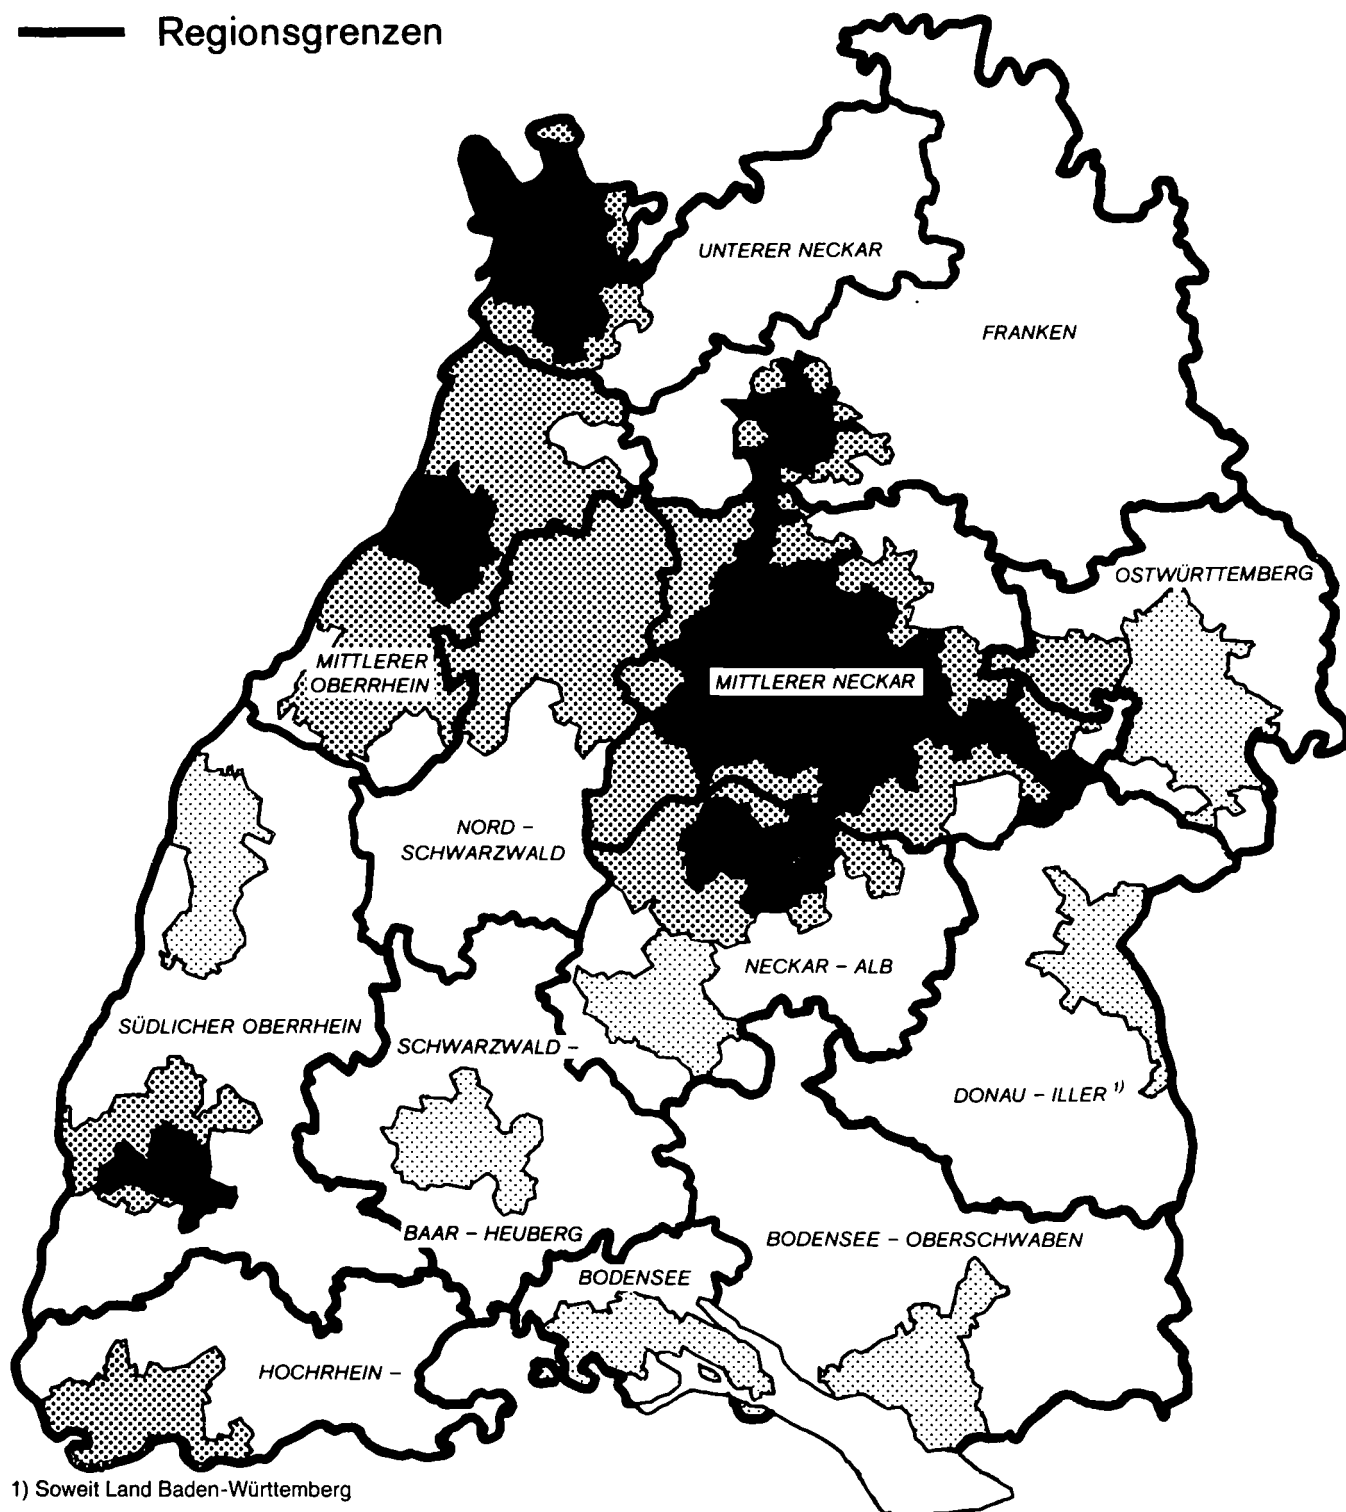 Regionsgrenzen
UNTERER NECKAR
FRANKEN
OSTWÜRTTEMBERG
MITTLERER
OBERRHEIN
MITTLERER NECKAR
NORD –
SCHWARZWALD
NECKAR – ALB
SÜDLICHER OBERRHEIN
SCHWARZWALD –
DONAU – ILLER 1)
BAAR – HEUBERG
BODENSEE – OBERSCHWABEN
BODENSEE
HOCHRHEIN –
1) Soweit Land Baden-Württemberg